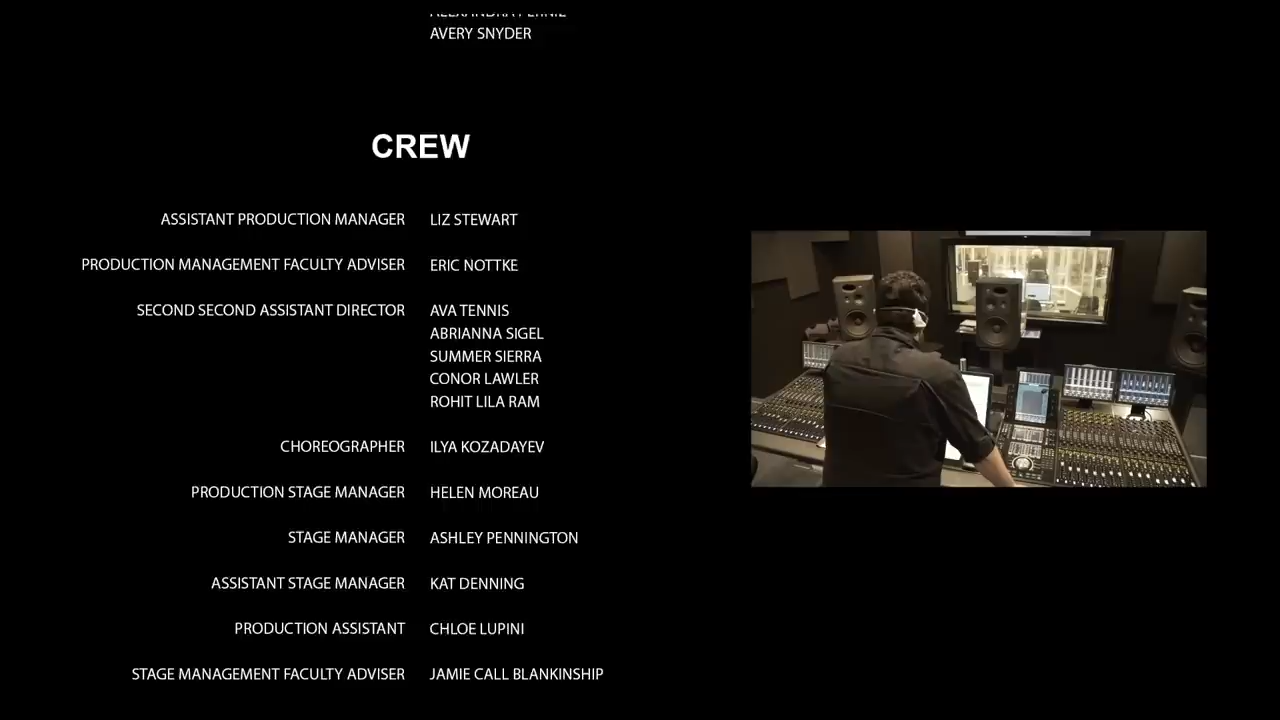 AVERY SNYDER
CREW
ASSISTANT PRODUCTION MANAGER LIZ STEWART
PRODUCTION MANAGEMENT FACULTY ADVISER ERIC NOTTKE
SECOND SECOND ASSISTANT DIRECTOR AVA TENNIS
ABRIANNA SIGEL
SUMMER SIERRA
CONOR LAWLER
ROHIT LILA RAM
CHOREOGRAPHER ILYA KOZADAYEV
PRODUCTION STAGE MANAGER HELEN MOREAU
STAGE MANAGER ASHLEY PENNINGTON
ASSISTANT STAGE MANAGER KAT DENNING
PRODUCTION ASSISTANT CHLOE LUPINI
STAGE MANAGEMENT FACULTY ADVISER JAMIE CALL BLANKINSHIP